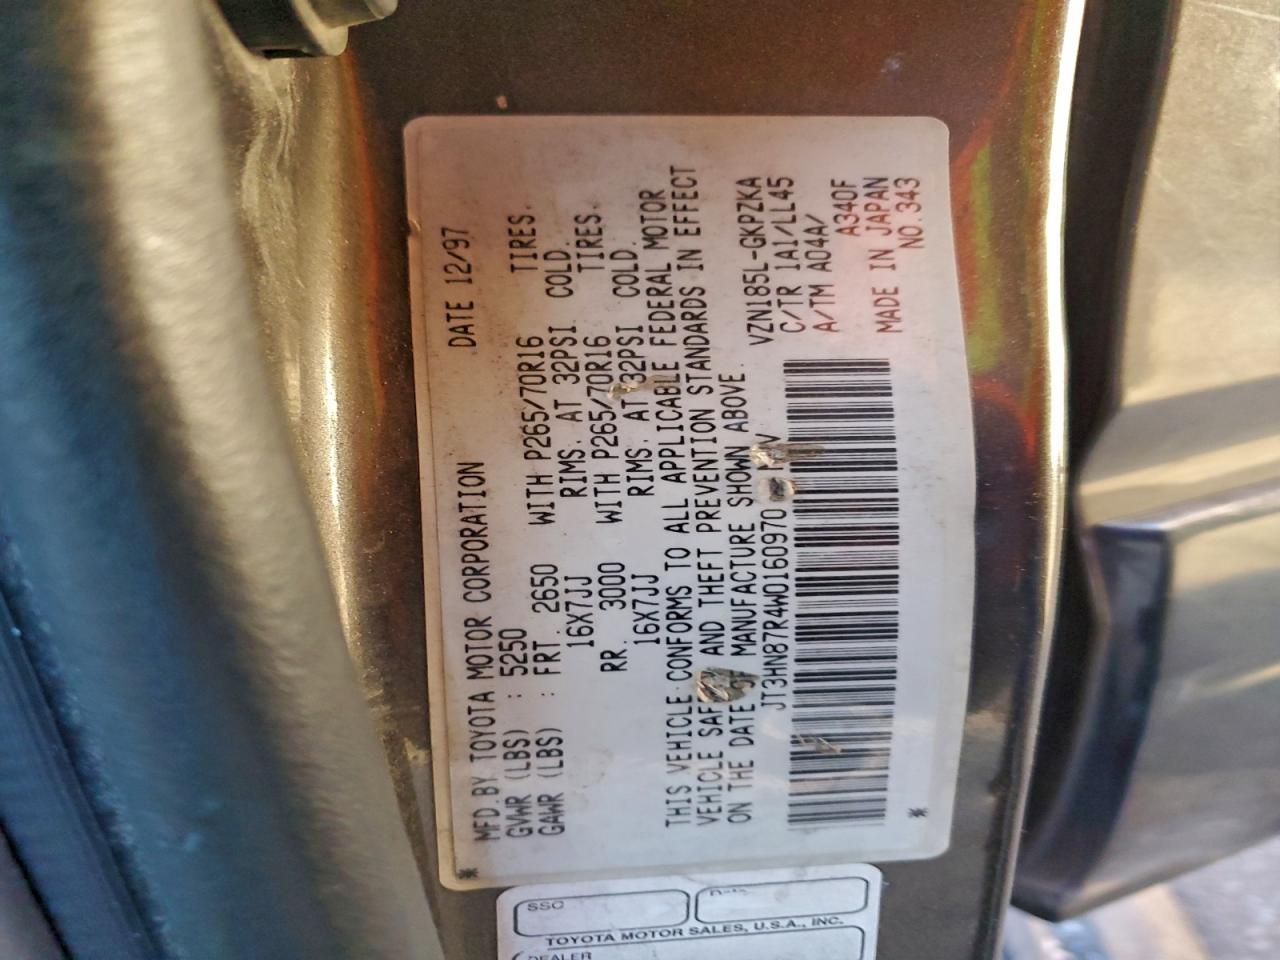 MFD.BY TOYOTA MOTOR CORPORATION DATE 12/97
GVWR (LBS) : 5250
GAWR (LBS) : FRT. 2650 WITH P265/70R16 TIRES.
16X7JJ RIMS. AT 32PSI COLD.
RR. 3000 WITH P265/70R16 TIRES.
16X7JJ RIMS. AT 32PSI COLD.
THIS VEHICLE CONFORMS TO ALL APPLICABLE FEDERAL MOTOR
VEHICLE SAF AND THEFT PREVENTION STANDARDS IN EFFECT
ON THE DATE OF MANUFACTURE SHOWN ABOVE.
JT3HN87R4W0160970 VZN185L-GKPZKA
C/TR 1A1/LL45
A/TM A04A/
A340F
MADE IN JAPAN
* NO.343
*
SSC
TOYOTA MOTOR SALES, U.S.A., INC.
DEALER